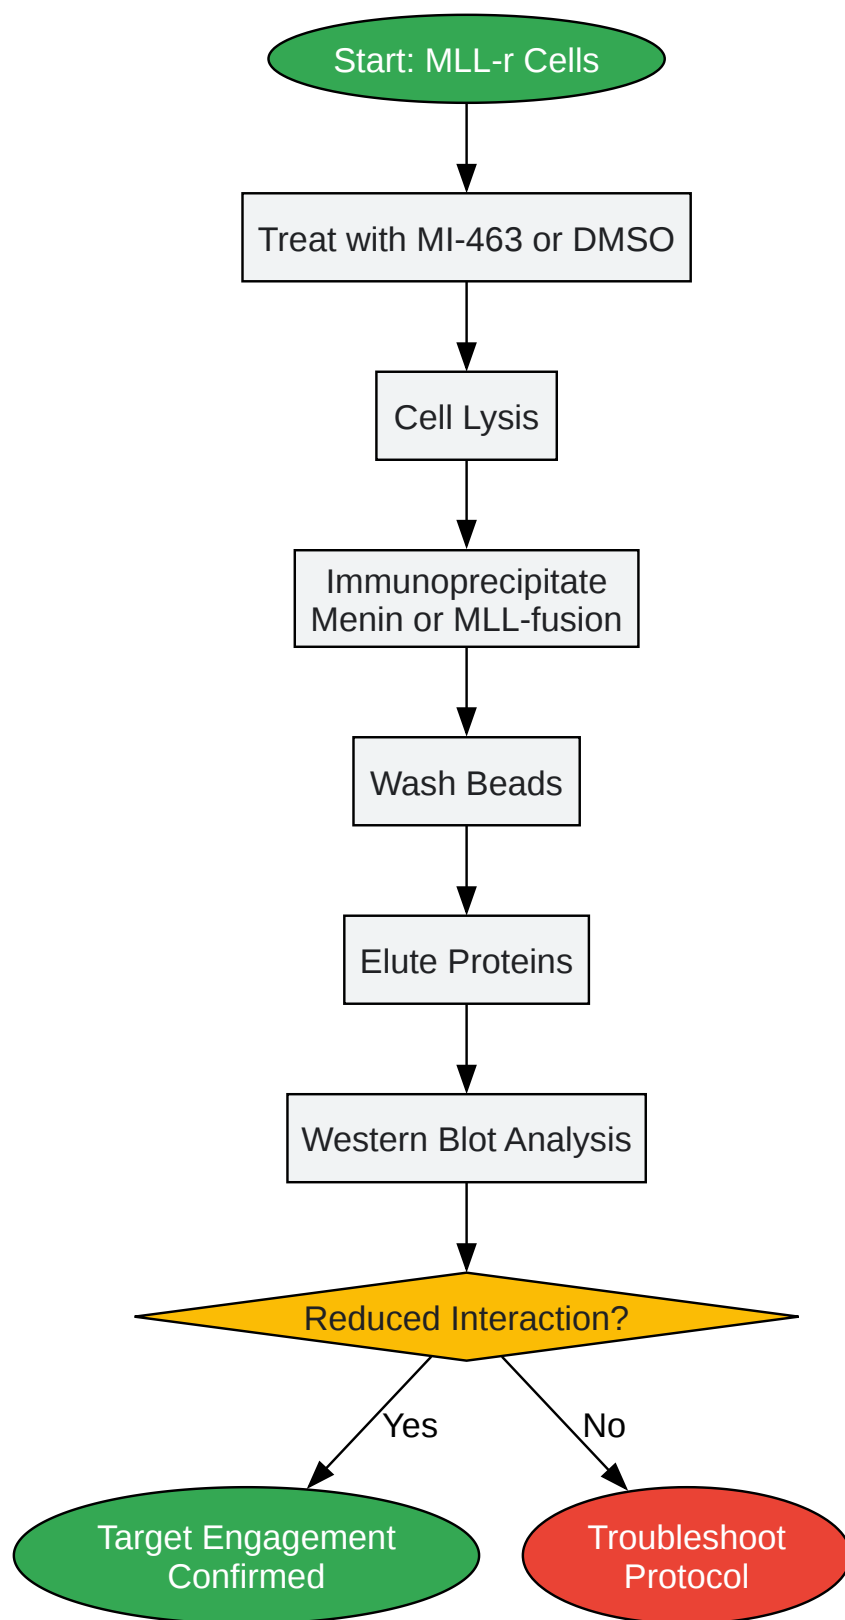 Start: MLL-r Cells
Treat with MI-463 or DMSO
Cell Lysis
Immunoprecipitate
Menin or MLL-fusion
Wash Beads
Elute Proteins
Western Blot Analysis
Reduced Interaction?
Yes
No
Target Engagement
Confirmed
Troubleshoot
Protocol